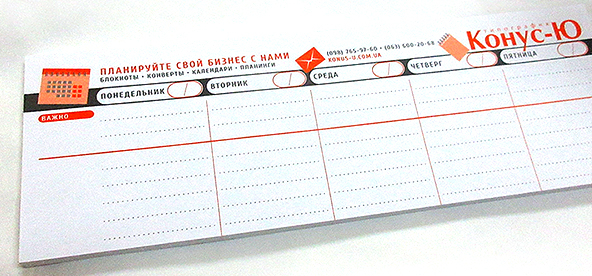 ПЛАНИРУЙТЕ СВОЙ БИЗНЕС С НАМИ
БЛОКНОТЫ • КОНВЕРТЫ • КАЛЕНДАРИ • ПЛАНИНГИ
(098) 765-97-60 • (063) 600-20-68
KONUS-U.COM.UA
ТИПОГРАФИЯ
Конус-Ю
ПОНЕДЕЛЬНИК
ВТОРНИК
СРЕДА
ЧЕТВЕРГ
ПЯТНИЦА
ВАЖНО